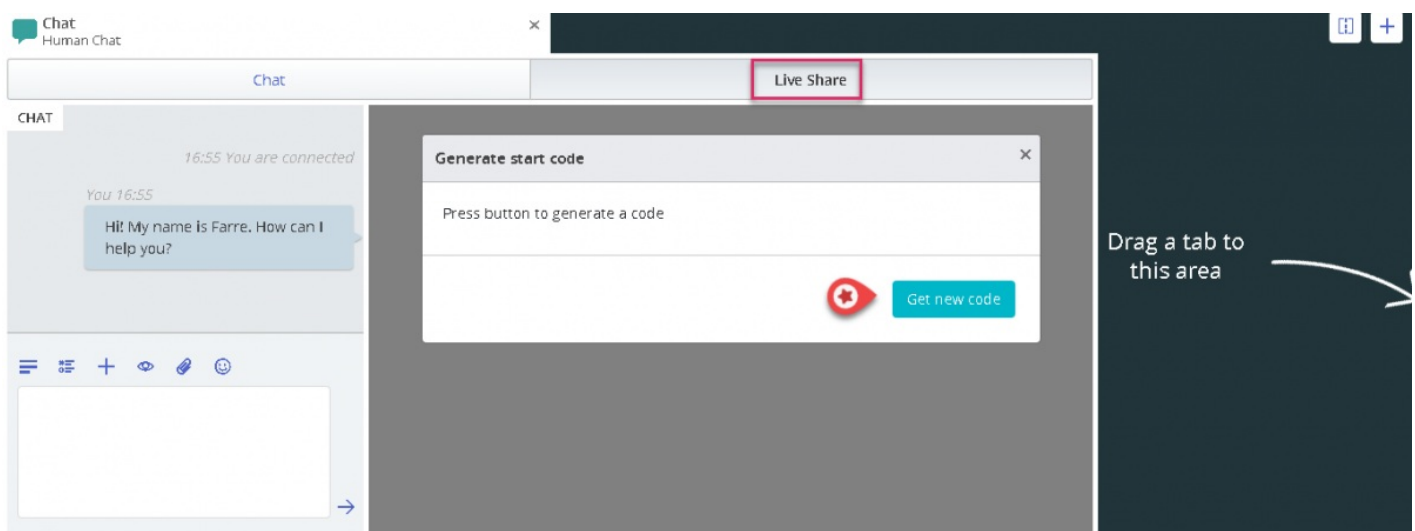 Chat
Human Chat
Chat
Live Share
CHAT
16:55 You are connected
You 16:55
Hi! My name is Farre. How can I
help you?
Generate start code
Press button to generate a code
Get new code
Drag a tab to
this area